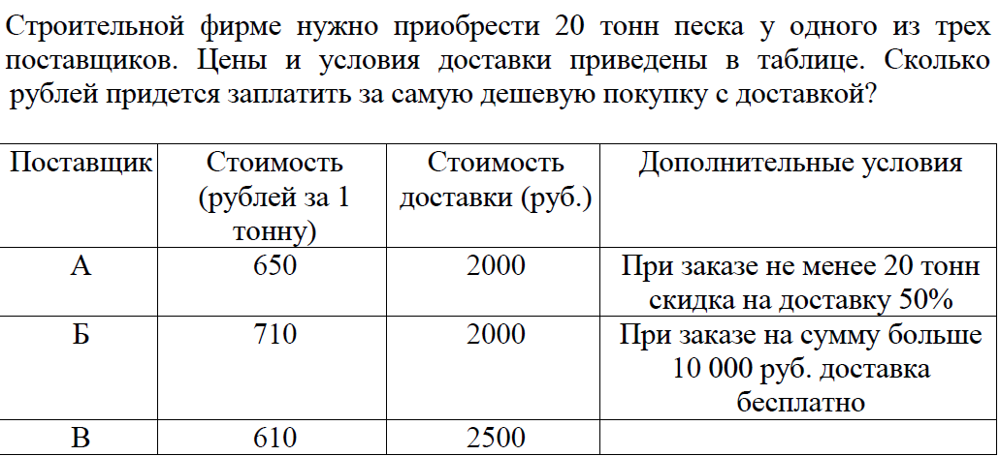 Строительной фирме нужно приобрести 20 тонн песка у одного из трех
поставщиков. Цены и условия доставки приведены в таблице. Сколько
рублей придется заплатить за самую дешевую покупку с доставкой?
Поставщик Стоимость (рублей за 1 тонну) Стоимость доставки (руб.) Дополнительные условия
А 650 2000 При заказе не менее 20 тонн
скидка на доставку 50%
Б 710 2000 При заказе на сумму больше
10 000 руб. доставка
бесплатно
В 610 2500